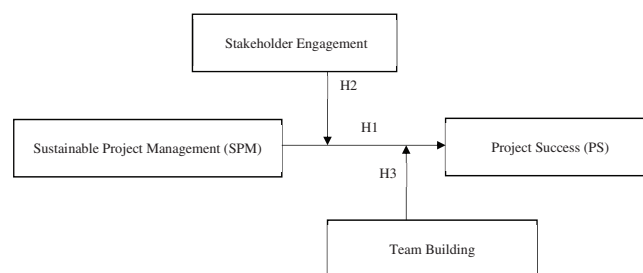 Stakeholder Engagement
H2
H1
Sustainable Project Management (SPM)
Project Success (PS)
H3
Team Building